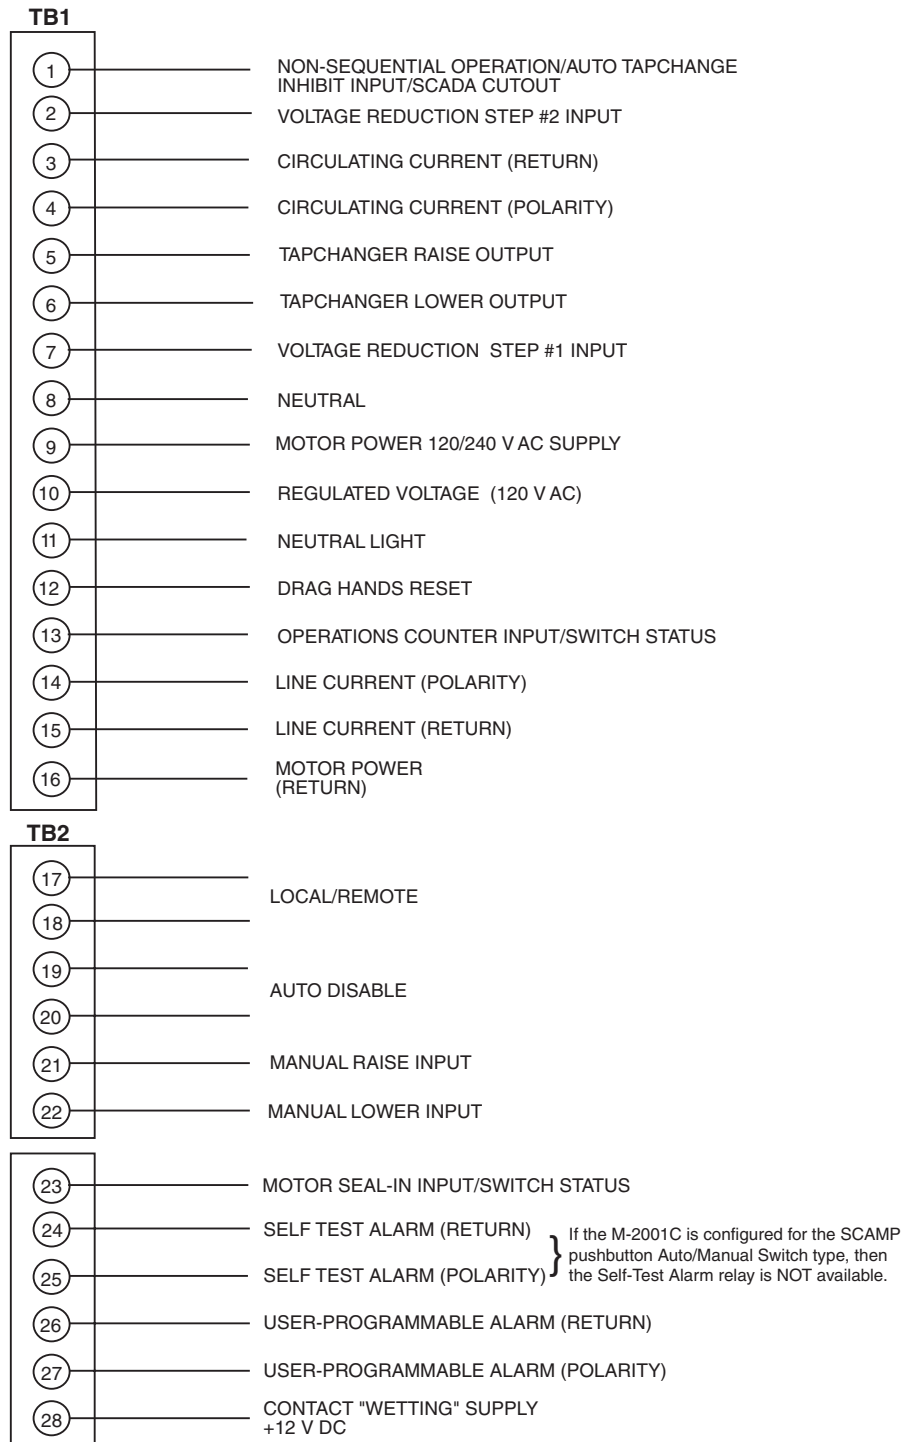 TB1
1 NON-SEQUENTIAL OPERATION/AUTO TAPCHANGE
INHIBIT INPUT/SCADA CUTOUT
2 VOLTAGE REDUCTION STEP #2 INPUT
3 CIRCULATING CURRENT (RETURN)
4 CIRCULATING CURRENT (POLARITY)
5 TAPCHANGER RAISE OUTPUT
6 TAPCHANGER LOWER OUTPUT
7 VOLTAGE REDUCTION STEP #1 INPUT
8 NEUTRAL
9 MOTOR POWER 120/240 V AC SUPPLY
10 REGULATED VOLTAGE (120 V AC)
11 NEUTRAL LIGHT
12 DRAG HANDS RESET
13 OPERATIONS COUNTER INPUT/SWITCH STATUS
14 LINE CURRENT (POLARITY)
15 LINE CURRENT (RETURN)
16 MOTOR POWER
(RETURN)
TB2
17
LOCAL/REMOTE
18
19
AUTO DISABLE
20
21 MANUAL RAISE INPUT
22 MANUAL LOWER INPUT
23 MOTOR SEAL-IN INPUT/SWITCH STATUS
24 SELF TEST ALARM (RETURN)
25 SELF TEST ALARM (POLARITY)
} If the M-2001C is configured for the SCAMP
pushbutton Auto/Manual Switch type, then
the Self-Test Alarm relay is NOT available.
26 USER-PROGRAMMABLE ALARM (RETURN)
27 USER-PROGRAMMABLE ALARM (POLARITY)
28 CONTACT "WETTING" SUPPLY
+12 V DC